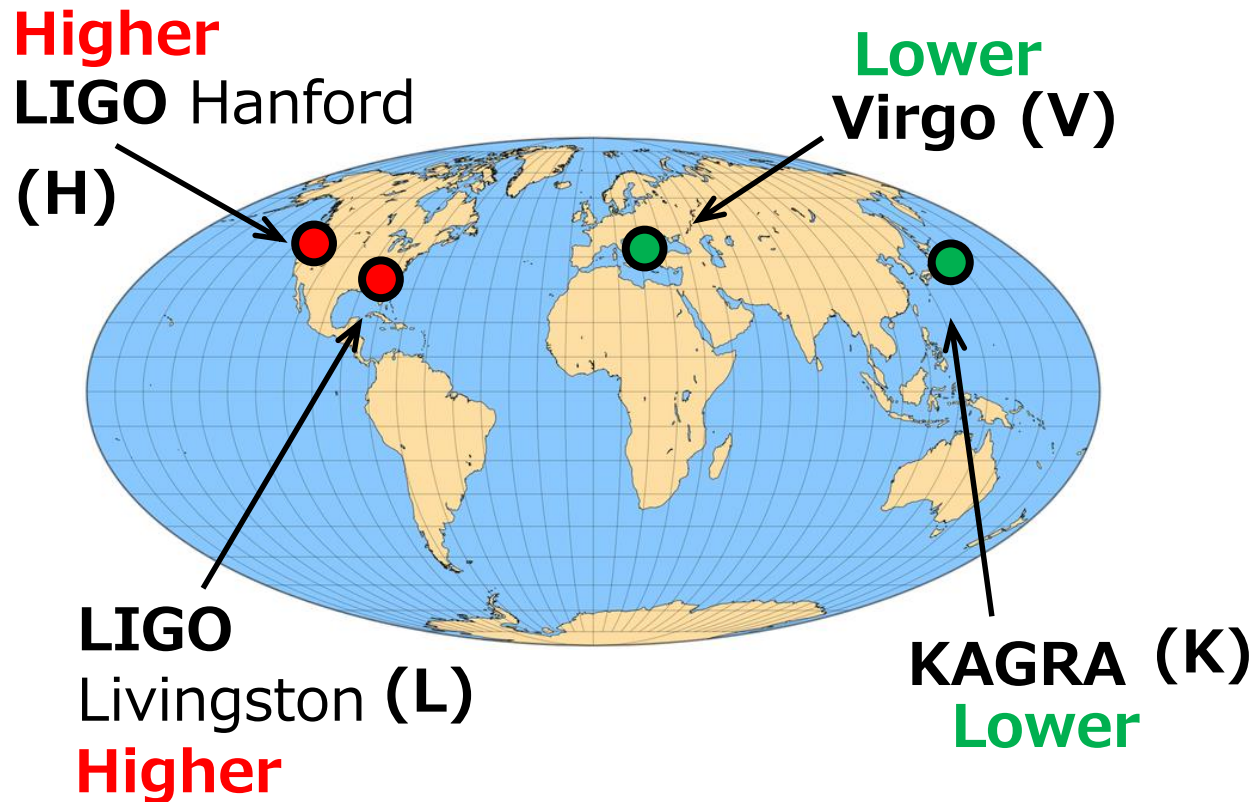 Higher
LIGO Hanford
(H)
Lower
Virgo (V)
LIGO
Livingston (L)
Higher
KAGRA (K)
Lower